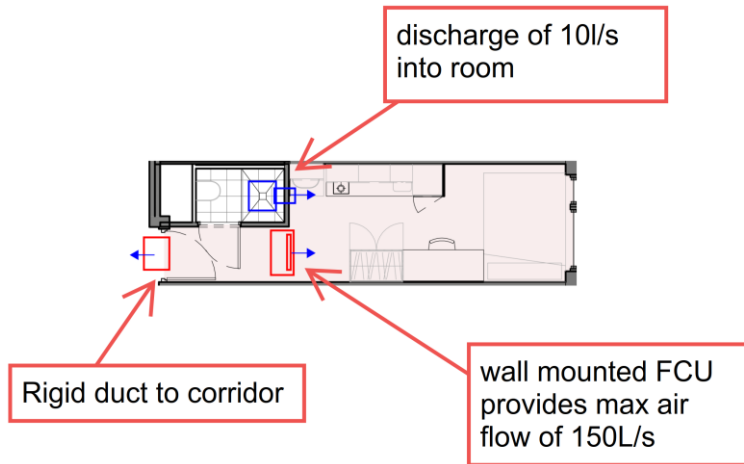 discharge of 10l/s
into room
Rigid duct to corridor
wall mounted FCU
provides max air
flow of 150L/s